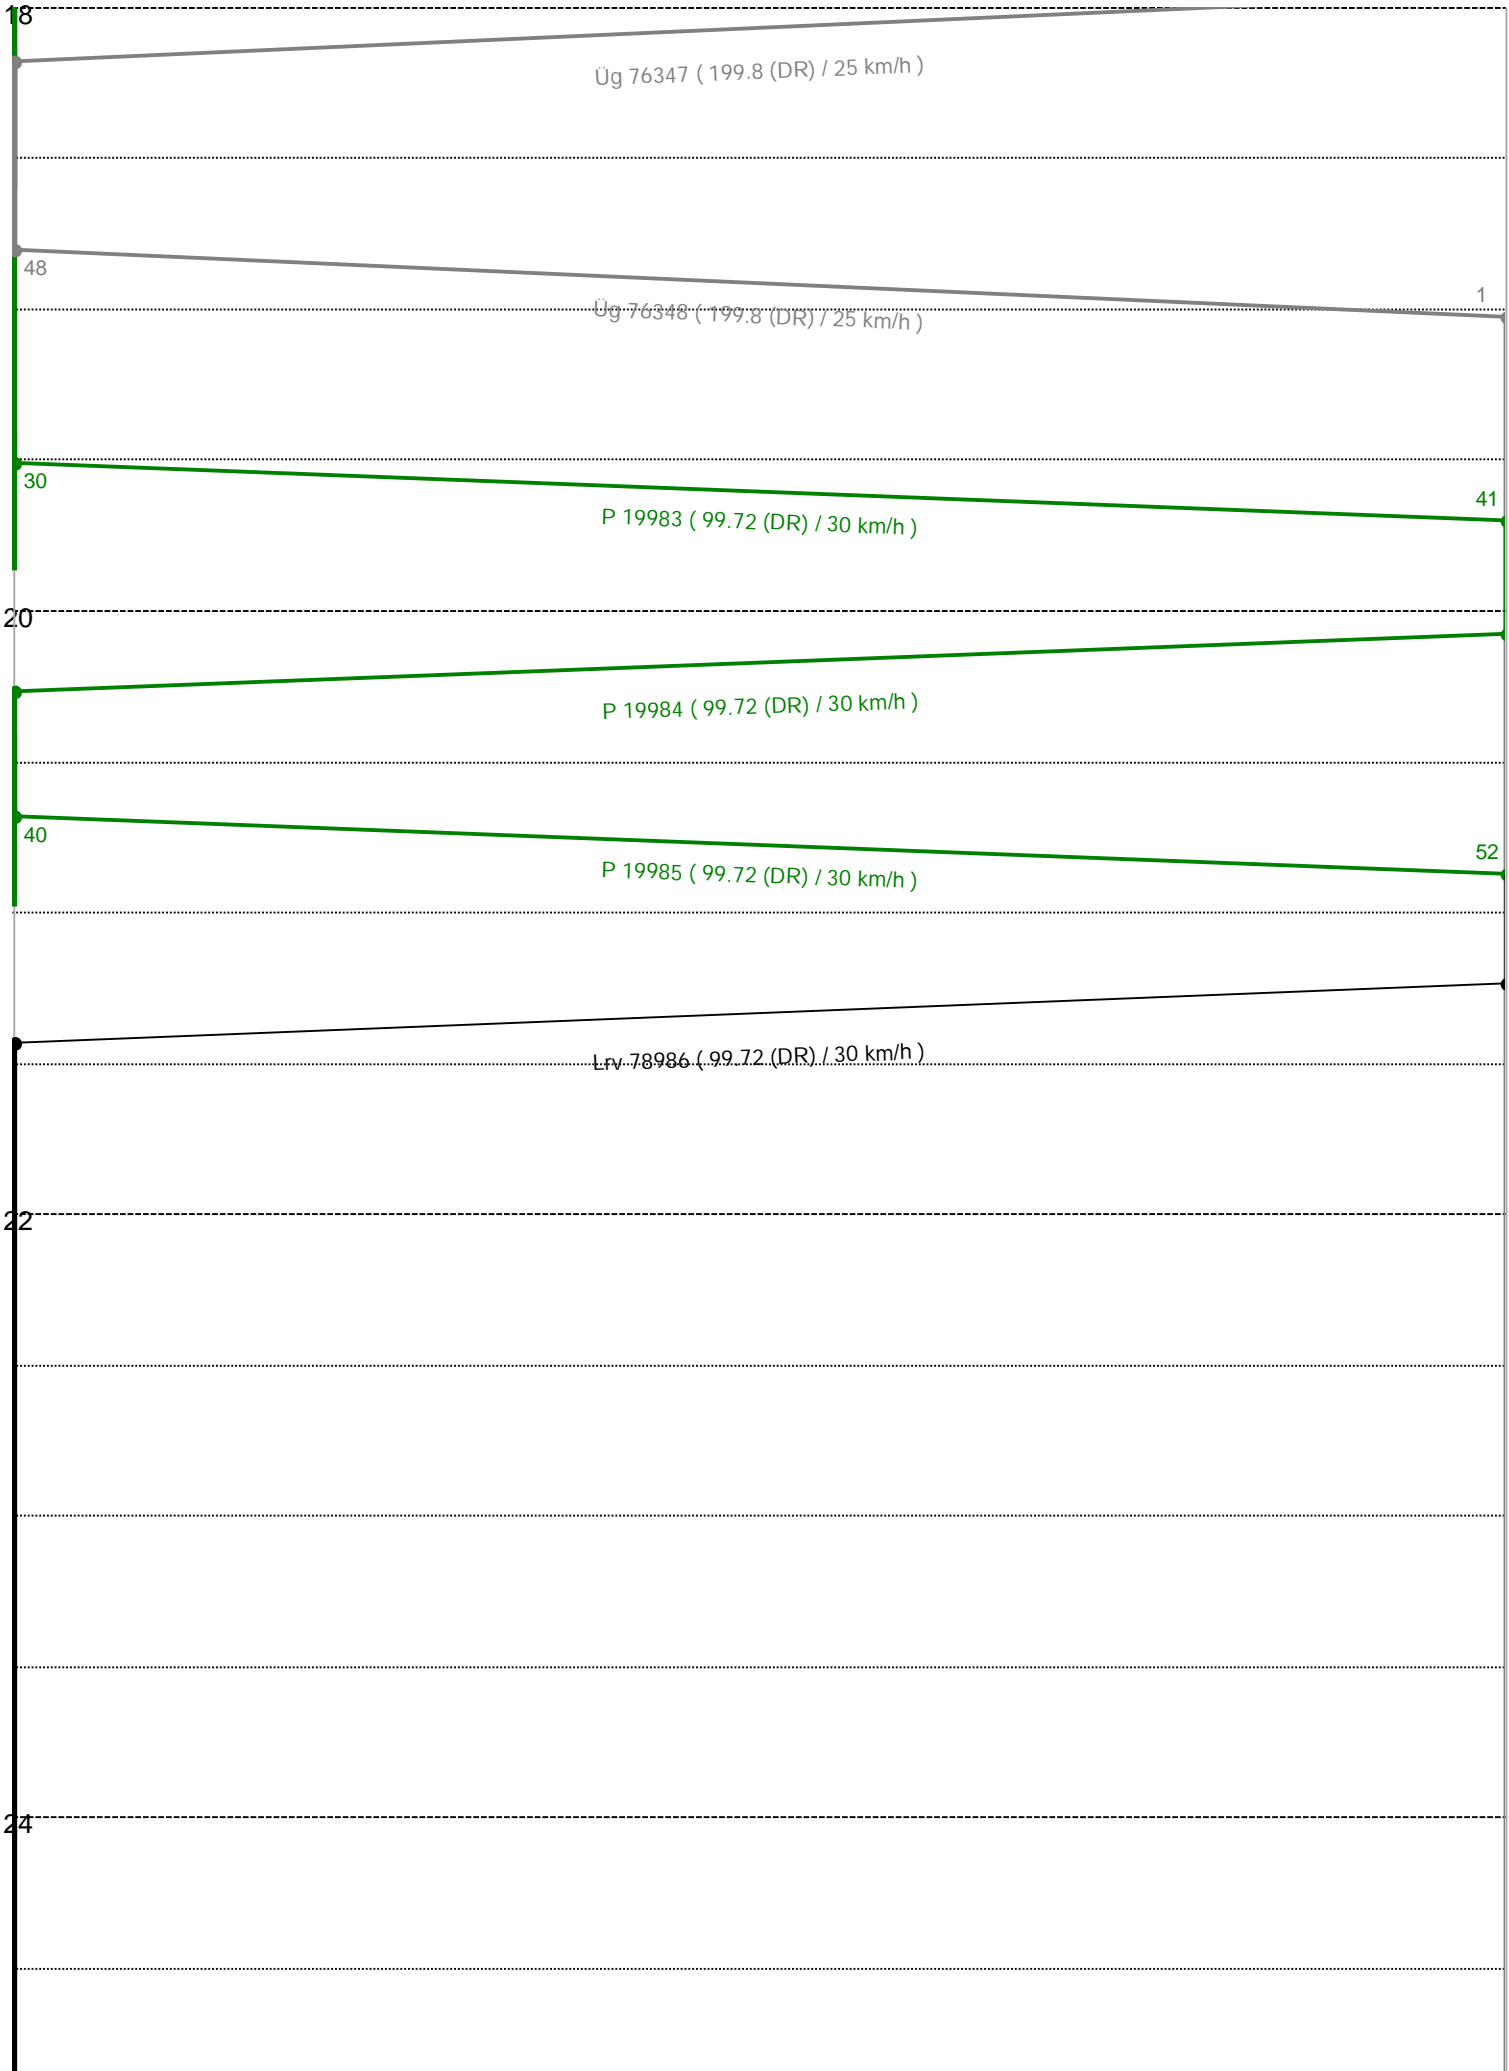 18
Üg 76347 ( 199.8 (DR) / 25 km/h )
48
1
Üg 76348 ( 199.8 (DR) / 25 km/h )
30
41
P 19983 ( 99.72 (DR) / 30 km/h )
20
P 19984 ( 99.72 (DR) / 30 km/h )
40
52
P 19985 ( 99.72 (DR) / 30 km/h )
Lrv 78986 ( 99.72 (DR) / 30 km/h )
22
24